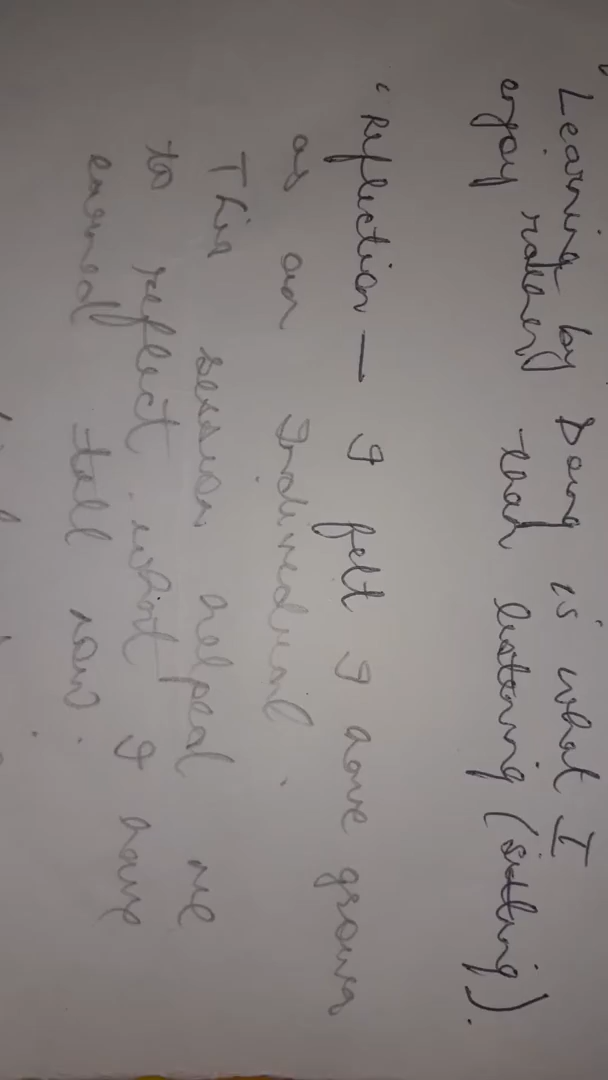 Learning by Doing is what I
enjoy rather than listening (sitting).
"Reflection — I felt I have grown
as an Individual.
This session helped me
to reflect what I have
earned till now.